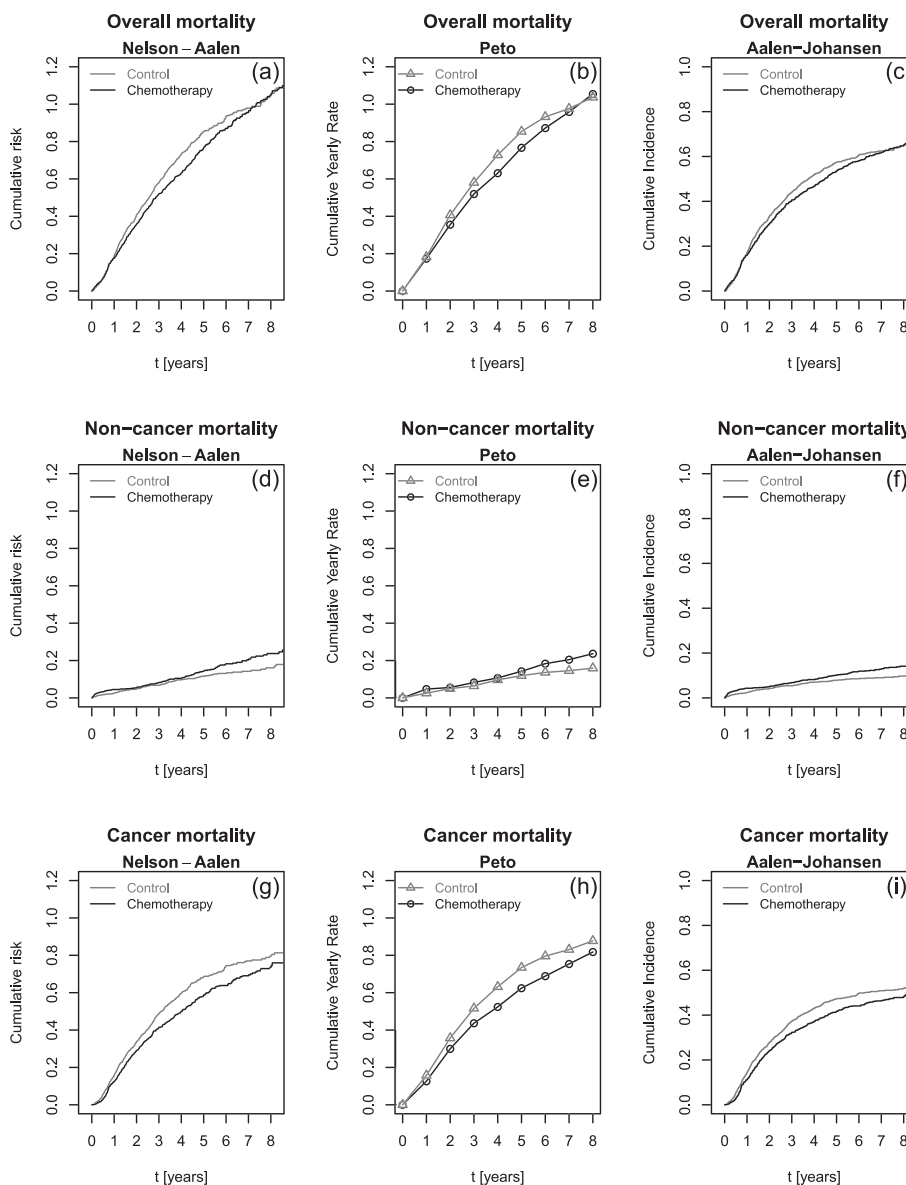 Overall mortality
Nelson – Aalen
(a)
Control
Chemotherapy
Cumulative risk
1.2
1.0
0.8
0.6
0.4
0.2
0.0
0 1 2 3 4 5 6 7 8
t [years]
Overall mortality
Peto
(b)
Control
Chemotherapy
Cumulative Yearly Rate
1.2
1.0
0.8
0.6
0.4
0.2
0.0
0 1 2 3 4 5 6 7 8
t [years]
Overall mortality
Aalen−Johansen
(c
Control
Chemotherapy
Cumulative Incidence
1.0
0.8
0.6
0.4
0.2
0.0
0 1 2 3 4 5 6 7 8
t [years]
Non−cancer mortality
Nelson – Aalen
(d)
Control
Chemotherapy
Cumulative risk
1.2
1.0
0.8
0.6
0.4
0.2
0.0
0 1 2 3 4 5 6 7 8
t [years]
Non−cancer mortality
Peto
(e)
Control
Chemotherapy
Cumulative Yearly Rate
1.2
1.0
0.8
0.6
0.4
0.2
0.0
0 1 2 3 4 5 6 7 8
t [years]
Non−cancer mortality
Aalen−Johansen
(f)
Control
Chemotherapy
Cumulative Incidence
1.0
0.8
0.6
0.4
0.2
0.0
0 1 2 3 4 5 6 7 8
t [years]
Cancer mortality
Nelson – Aalen
(g)
Control
Chemotherapy
Cumulative risk
1.2
1.0
0.8
0.6
0.4
0.2
0.0
0 1 2 3 4 5 6 7 8
t [years]
Cancer mortality
Peto
(h)
Control
Chemotherapy
Cumulative Yearly Rate
1.2
1.0
0.8
0.6
0.4
0.2
0.0
0 1 2 3 4 5 6 7 8
t [years]
Cancer mortality
Aalen−Johansen
(i)
Control
Chemotherapy
Cumulative Incidence
1.0
0.8
0.6
0.4
0.2
0.0
0 1 2 3 4 5 6 7 8
t [years]